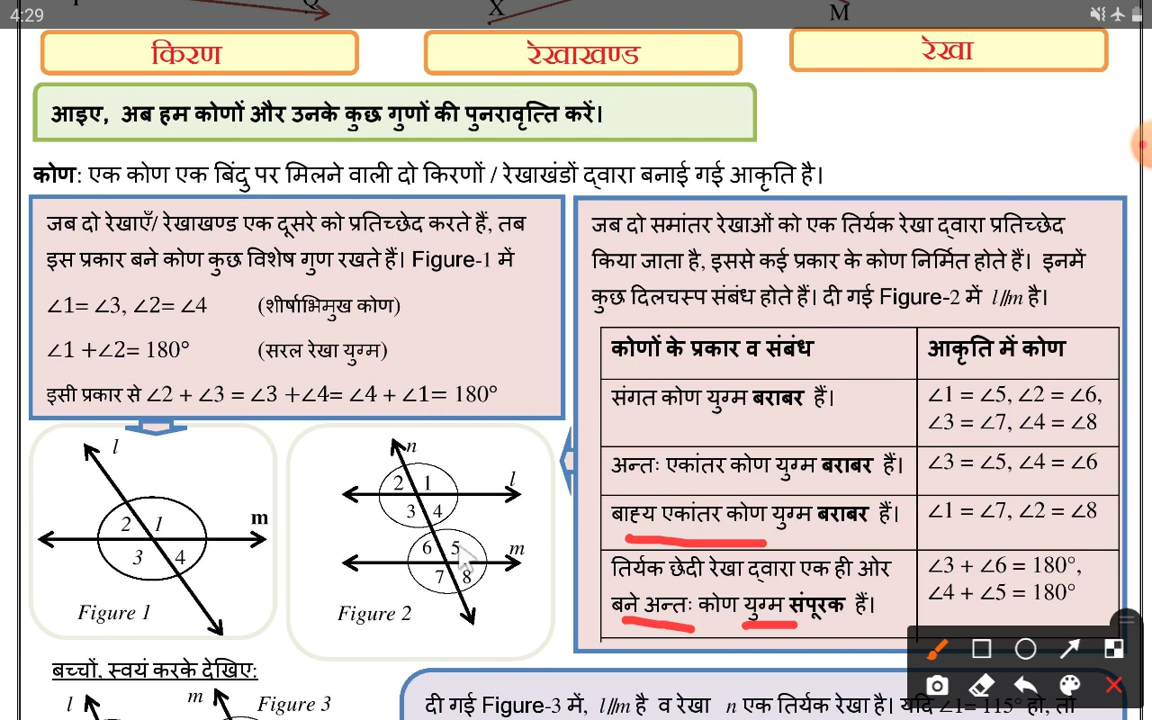 4:29
Q
X
M
किरण
रेखाखण्ड
रेखा
आइए, अब हम कोणों और उनके कुछ गुणों की पुनरावृत्ति करें।
कोण: एक कोण एक बिंदु पर मिलने वाली दो किरणों / रेखाखंडों द्वारा बनाई गई आकृति है।
जब दो रेखाएँ/ रेखाखण्ड एक दूसरे को प्रतिच्छेद करते हैं, तब
इस प्रकार बने कोण कुछ विशेष गुण रखते हैं। Figure-1 में
∠1= ∠3, ∠2= ∠4 (शीर्षाभिमुख कोण)
∠1 +∠2= 180° (सरल रेखा युग्म)
इसी प्रकार से ∠2 + ∠3 = ∠3 +∠4= ∠4 + ∠1= 180°
जब दो समांतर रेखाओं को एक तिर्यक रेखा द्वारा प्रतिच्छेद
किया जाता है, इससे कई प्रकार के कोण निर्मित होते हैं। इनमें
कुछ दिलचस्प संबंध होते हैं। दी गई Figure-2 में l//m है।
कोणों के प्रकार व संबंध आकृति में कोण
संगत कोण युग्म बराबर हैं। ∠1 = ∠5, ∠2 = ∠6,
∠3 = ∠7, ∠4 = ∠8
अन्तः एकांतर कोण युग्म बराबर हैं। ∠3 = ∠5, ∠4 = ∠6
बाह्य एकांतर कोण युग्म बराबर हैं। ∠1 = ∠7, ∠2 = ∠8
तिर्यक छेदी रेखा द्वारा एक ही ओर ∠3 + ∠6 = 180°,
बने अन्तः कोण युग्म संपूरक हैं। ∠4 + ∠5 = 180°
l
m
2 1
3 4
Figure 1
n
l
2 1
3 4
m
6 5
7 8
Figure 2
बच्चों, स्वयं करके देखिए:
l m Figure 3
दी गई Figure-3 में, l//m है व रेखा n एक तिर्यक रेखा है। यदि ∠1= 115° हो, तो